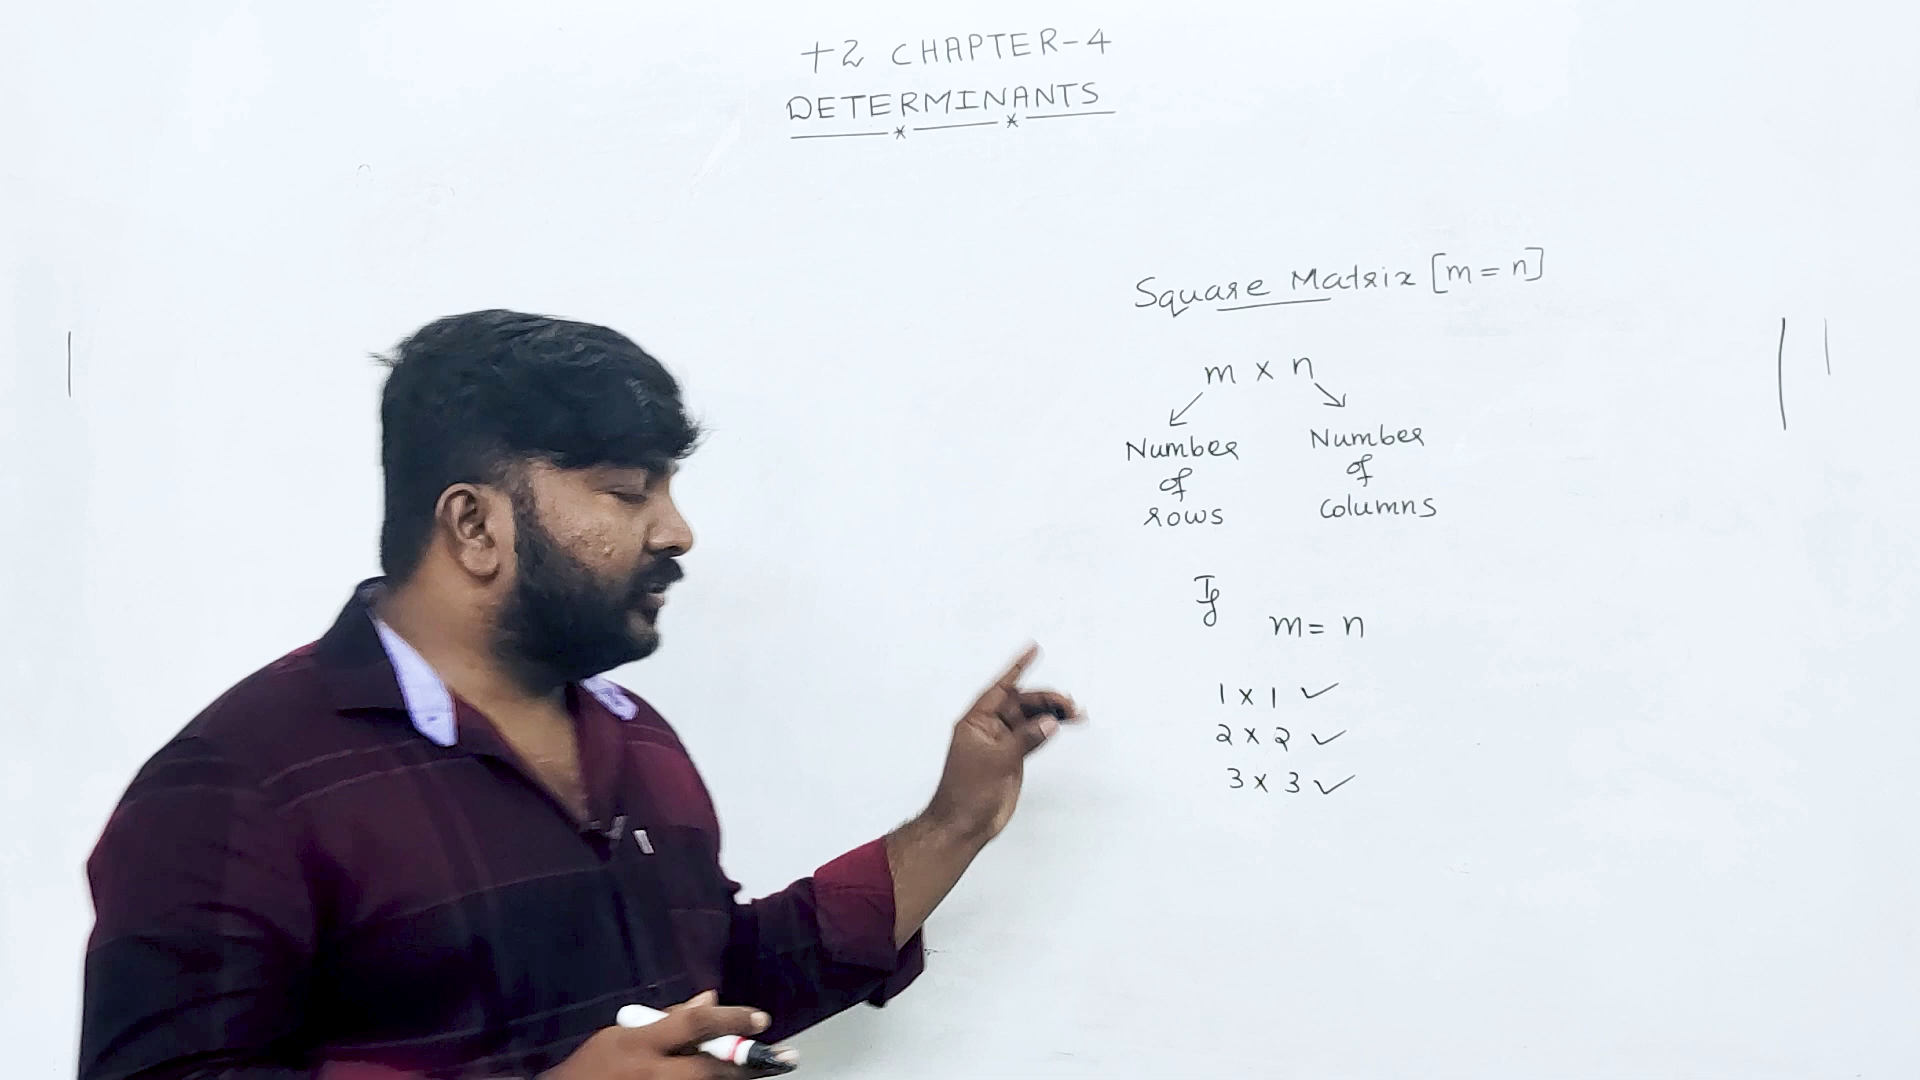 +2 CHAPTER-4
DETERMINANTS
Square Matrix [m = n]
m × n
Number of rows
Number of columns
If
m = n
1 × 1 ✓
2 × 2 ✓
3 × 3 ✓